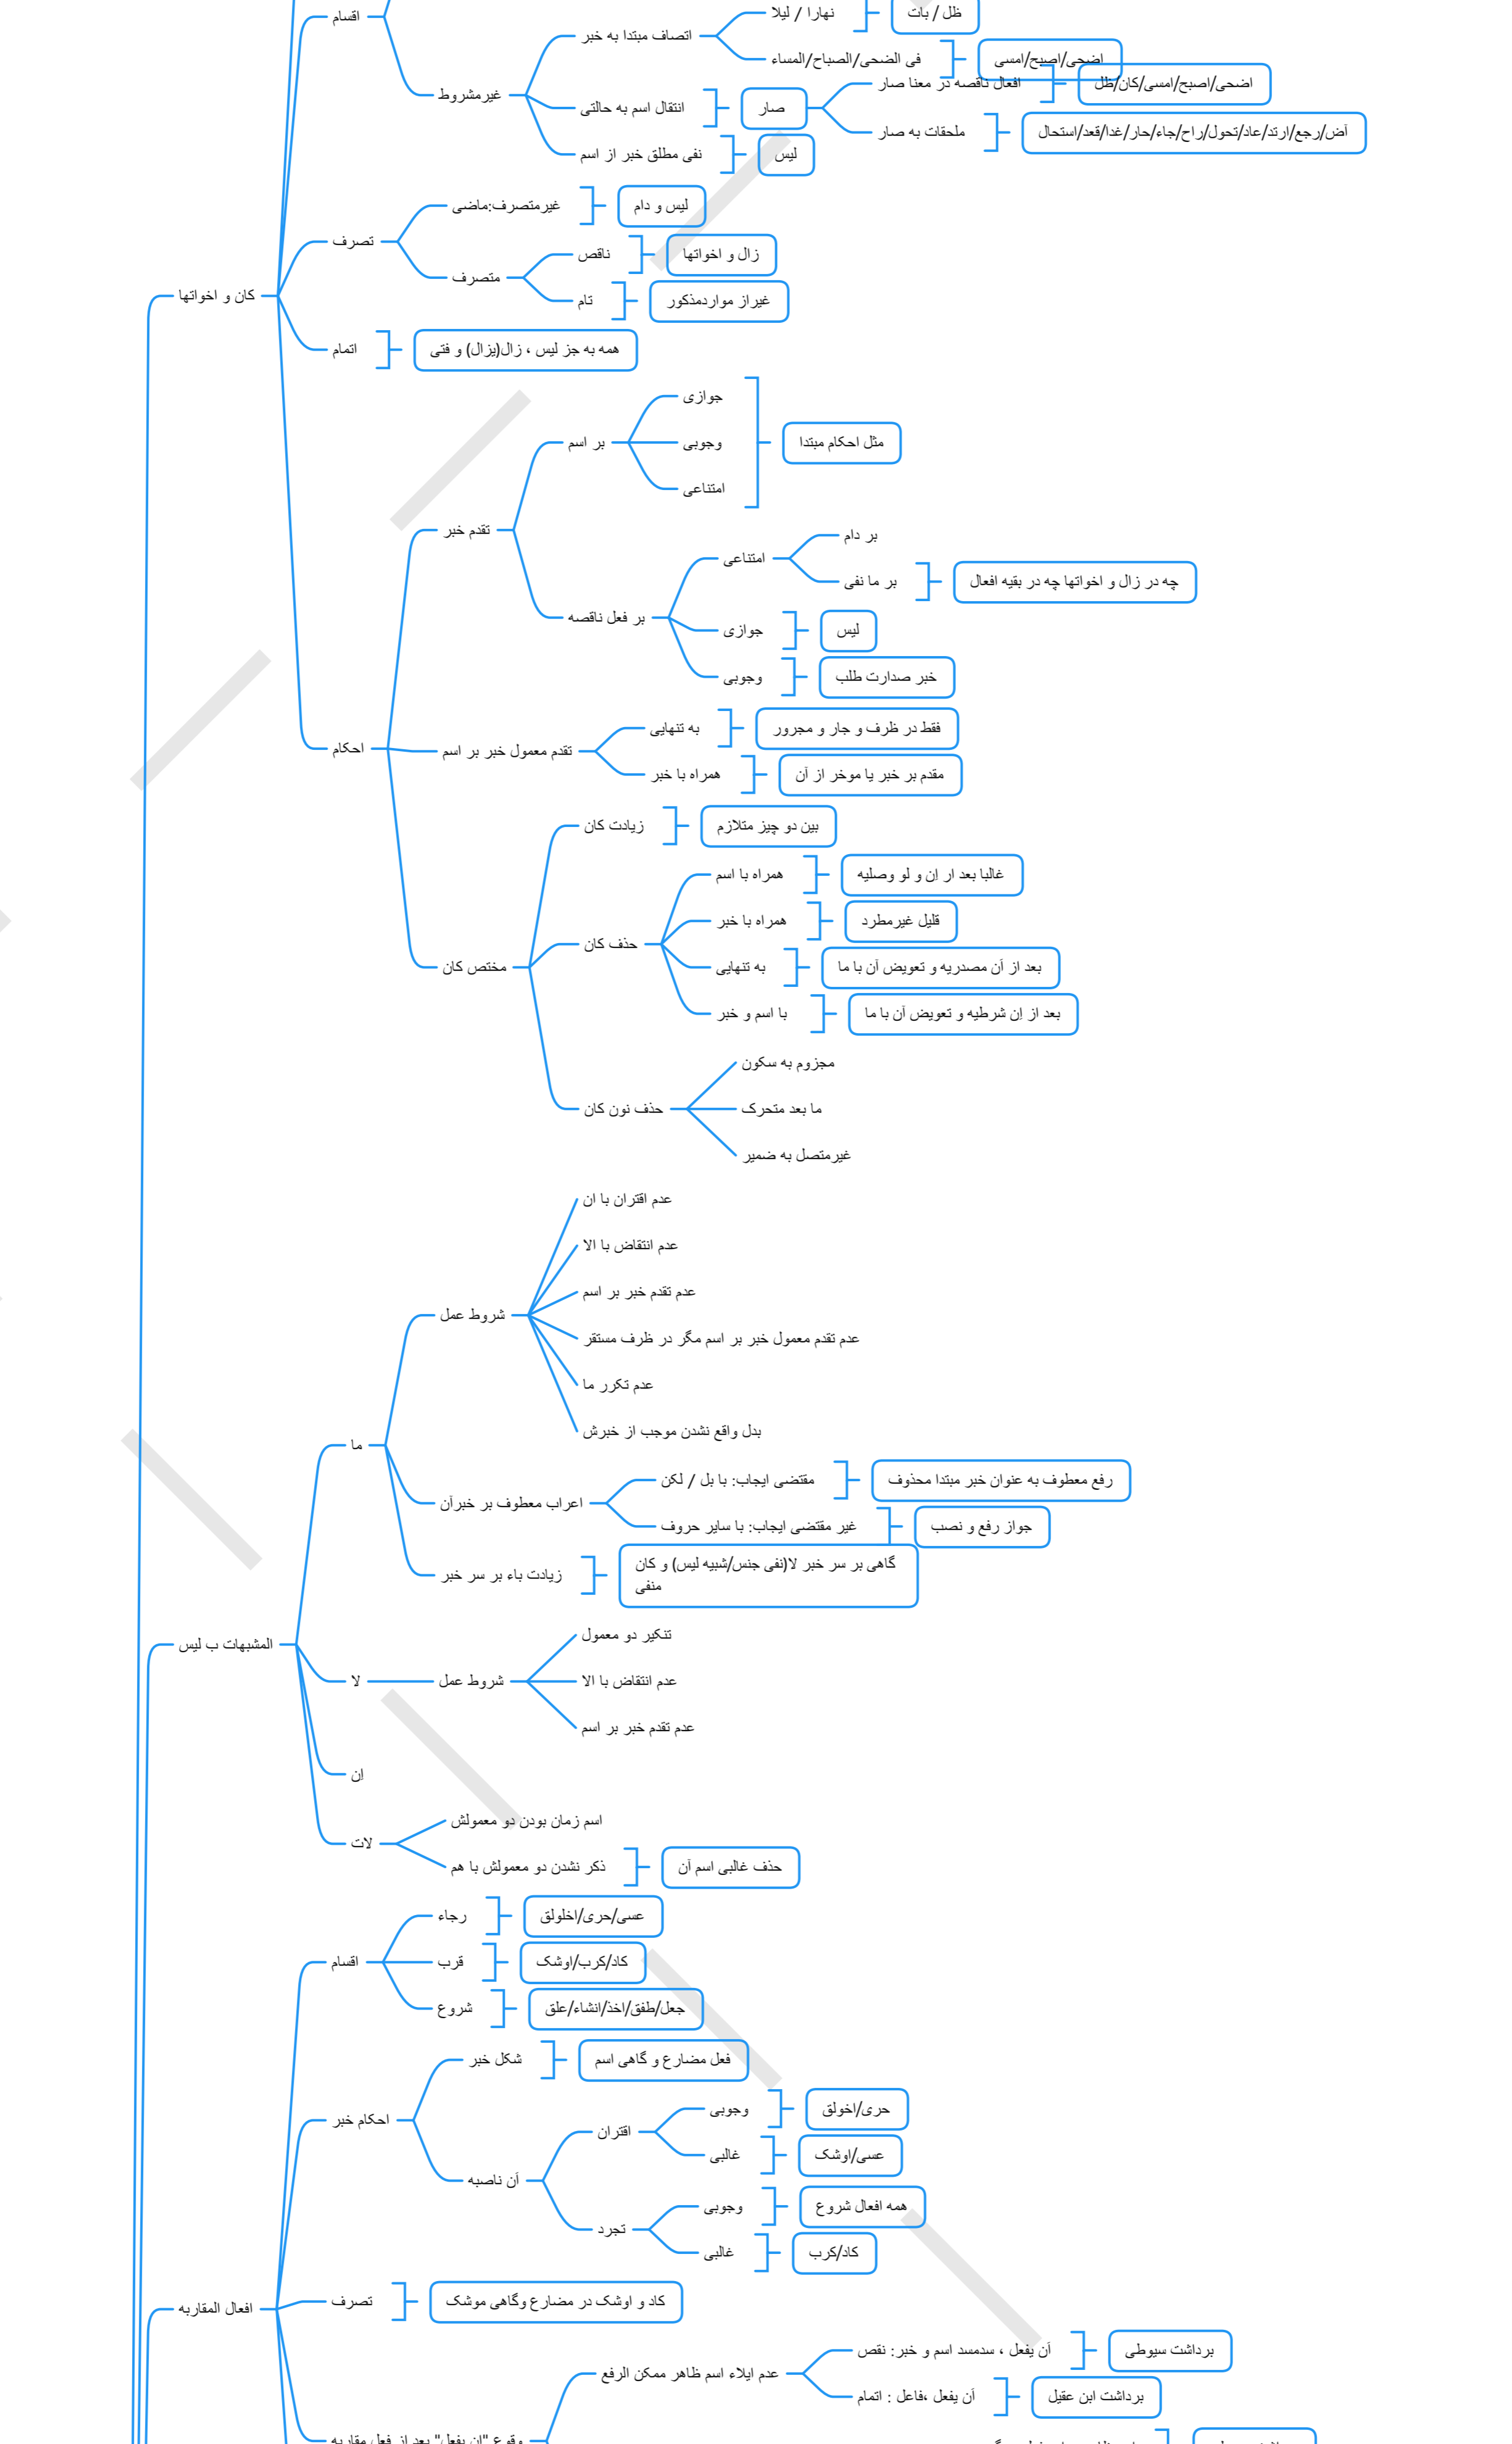 اقسام
اتصاف مبتدا به خبر
نهارا / لیلا
ظل / بات
فی الضحی/الصباح/المساء
اضحی/اصبح/امسی
غیرمشروط
انتقال اسم به حالتی
صار
افعال ناقصه در معنا صار
اضحی/اصبح/امسی/کان/ظل
ملحقات به صار
آض/رجع/ارتد/عاد/تحول/راح/جاء/حار/غدا/قعد/استحال
نفی مطلق خبر از اسم
لیس
کان و اخواتها
تصرف
غیرمتصرف:ماضی
لیس و دام
متصرف
ناقص
زال و اخواتها
تام
غیراز مواردمذکور
اتمام
همه به جز لیس ، زال(یزال) و فتی
احکام
تقدم خبر
بر اسم
جوازی
وجوبی
امتناعی
مثل احکام مبتدا
بر فعل ناقصه
امتناعی
بر دام
بر ما نفی
چه در زال و اخواتها چه در بقیه افعال
جوازی
لیس
وجوبی
خبر صدارت طلب
تقدم معمول خبر بر اسم
به تنهایی
فقط در ظرف و جار و مجرور
همراه با خبر
مقدم بر خبر یا موخر از آن
مختص کان
زیادت کان
بین دو چیز متلازم
حذف کان
همراه با اسم
غالبا بعد ار اِن و لو وصلیه
همراه با خبر
قلیل غیرمطرد
به تنهایی
بعد از اَن مصدریه و تعویض آن با ما
با اسم و خبر
بعد از اِن شرطیه و تعویض آن با ما
حذف نون کان
مجزوم به سکون
ما بعد متحرک
غیرمتصل به ضمیر
المشبهات ب لیس
ما
شروط عمل
عدم اقتران با ان
عدم انتقاض با الا
عدم تقدم خبر بر اسم
عدم تقدم معمول خبر بر اسم مگر در ظرف مستقر
عدم تکرر ما
بدل واقع نشدن موجب از خبرش
اعراب معطوف بر خبرآن
مقتضی ایجاب: با بل / لکن
رفع معطوف به عنوان خبر مبتدا محذوف
غیر مقتضی ایجاب: با سایر حروف
جواز رفع و نصب
زیادت باء بر سر خبر
گاهی بر سر خبر لا(نفی جنس/شبیه لیس) و کان
منفی
لا
شروط عمل
تنکیر دو معمول
عدم انتقاض با الا
عدم تقدم خبر بر اسم
اِن
لات
اسم زمان بودن دو معمولش
ذکر نشدن دو معمولش با هم
حذف غالبی اسم آن
افعال المقاربه
اقسام
رجاء
عسی/حری/اخلولق
قرب
کاد/کرب/اوشک
شروع
جعل/طفق/اخذ/انشاء/علق
احکام خبر
شکل خبر
فعل مضارع و گاهی اسم
اَن ناصبه
اقتران
وجوبی
حری/اخولق
غالبی
عسی/اوشک
تجرد
وجوبی
همه افعال شروع
غالبی
کاد/کرب
تصرف
کاد و اوشک در مضارع وگاهی موشک
وقوع "ان یفعل" بعد از فعل مقاربه
عدم ایلاء اسم ظاهر ممکن الرفع
اَن یفعل ، سدمسد اسم و خبر: نقص
برداشت سیوطی
اَن یفعل ،فاعل : اتمام
برداشت ابن عقیل